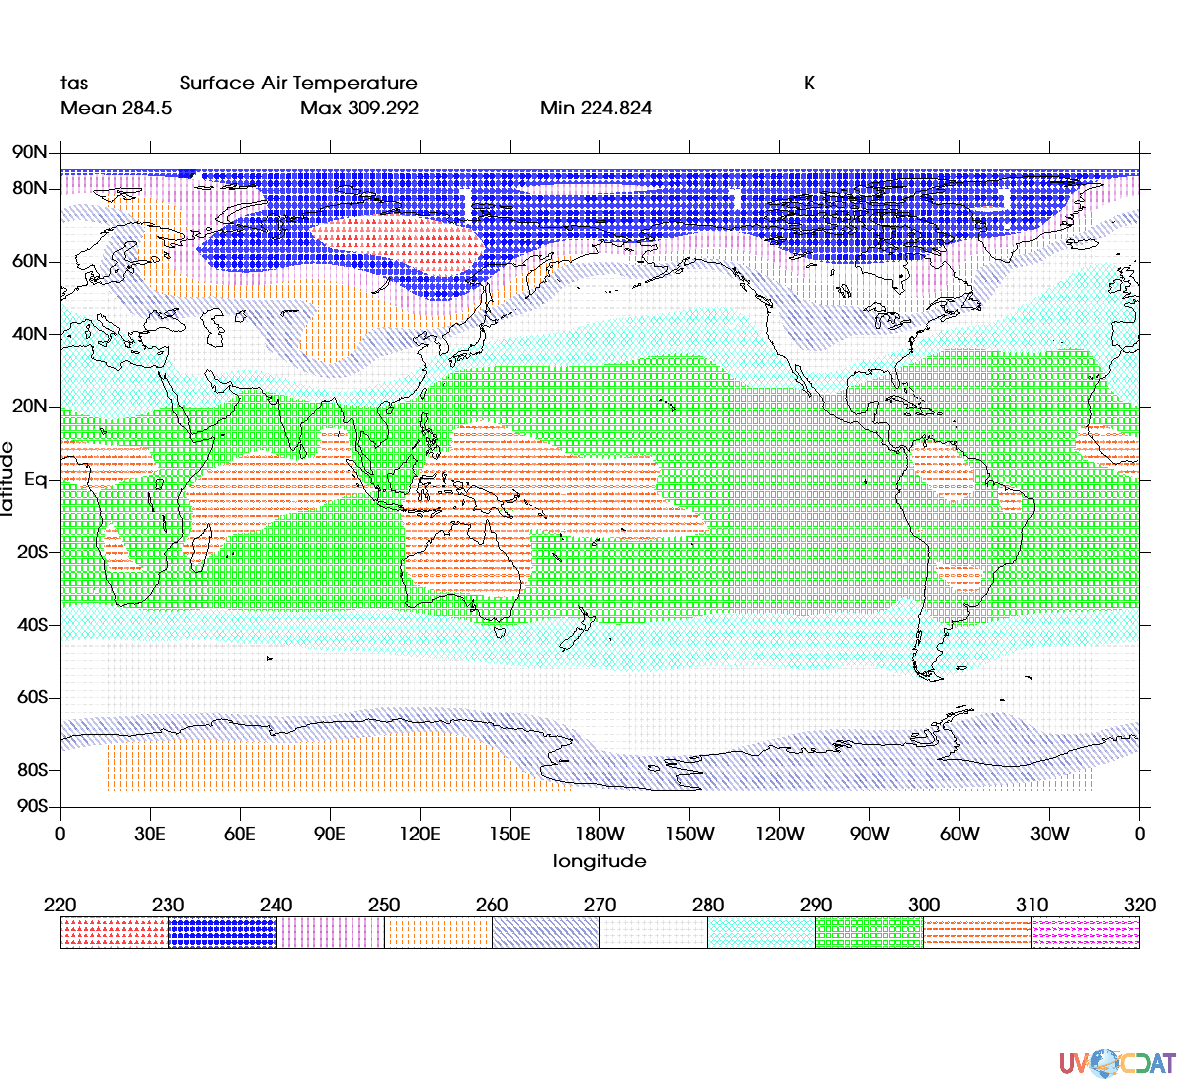 tas Surface Air Temperature K
Mean 284.5 Max 309.292 Min 224.824
90N
80N
60N
40N
20N
Eq
20S
40S
60S
80S
90S
latitude
0 30E 60E 90E 120E 150E 180W 150W 120W 90W 60W 30W 0
longitude
220 230 240 250 260 270 280 290 300 310 320
UVCDAT